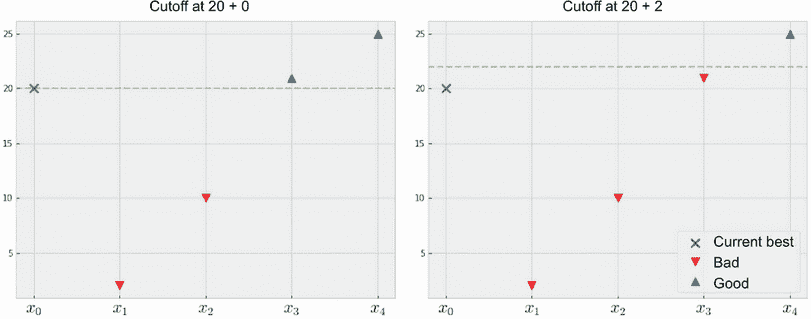 Cutoff at 20 + 0
25
20
15
10
5
x₀ x₁ x₂ x₃ x₄
Cutoff at 20 + 2
25
20
15
10
5
Current best
Bad
Good
x₀ x₁ x₂ x₃ x₄